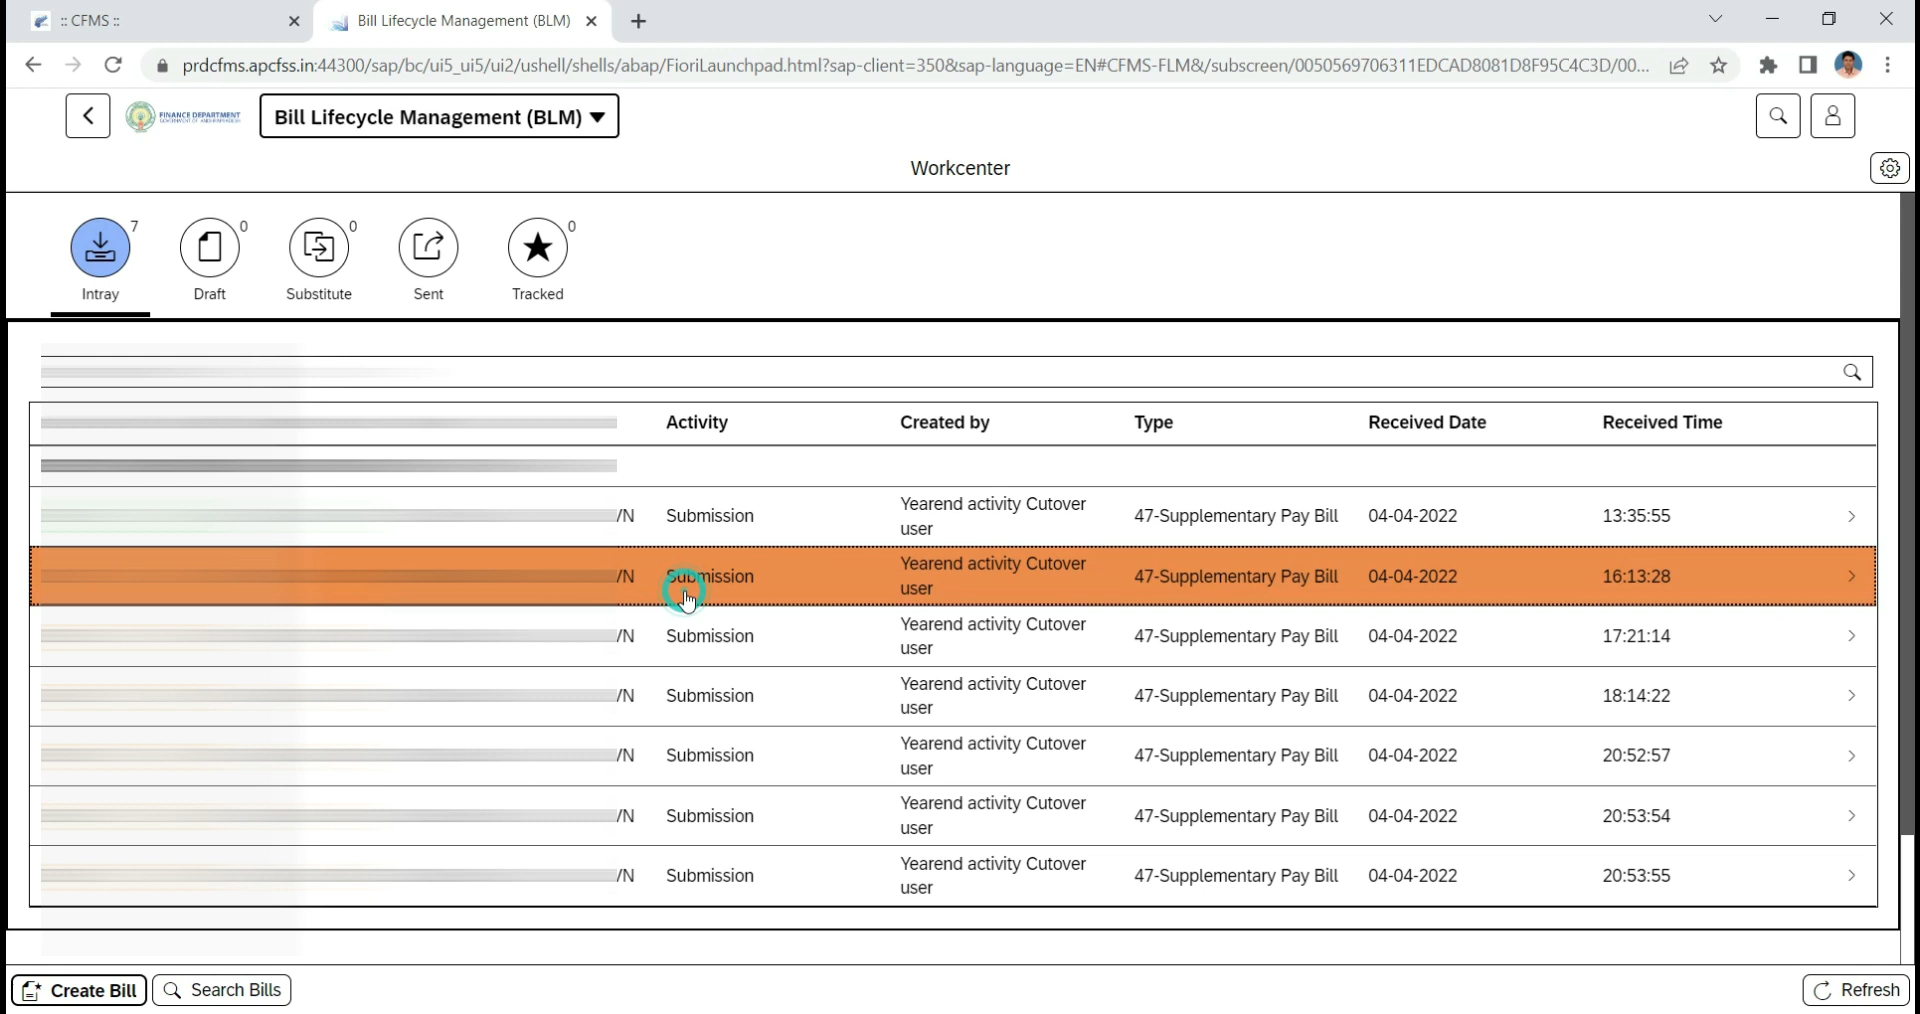 :: CFMS ::
Bill Lifecycle Management (BLM)
prdcfms.apcfss.in:44300/sap/bc/ui5_ui5/ui2/ushell/shells/abap/FioriLaunchpad.html?sap-client=350&sap-language=EN#CFMS-FLM&/subscreen/0050569706311EDCAD8081D8F95C4C3D/00...
FINANCE DEPARTMENT
Bill Lifecycle Management (BLM)
Workcenter
7 0 0 0
Intray Draft Substitute Sent Tracked
Activity Created by Type Received Date Received Time
/N Submission Yearend activity Cutover user 47-Supplementary Pay Bill 04-04-2022 13:35:55
/N Submission Yearend activity Cutover user 47-Supplementary Pay Bill 04-04-2022 16:13:28
/N Submission Yearend activity Cutover user 47-Supplementary Pay Bill 04-04-2022 17:21:14
/N Submission Yearend activity Cutover user 47-Supplementary Pay Bill 04-04-2022 18:14:22
/N Submission Yearend activity Cutover user 47-Supplementary Pay Bill 04-04-2022 20:52:57
/N Submission Yearend activity Cutover user 47-Supplementary Pay Bill 04-04-2022 20:53:54
/N Submission Yearend activity Cutover user 47-Supplementary Pay Bill 04-04-2022 20:53:55
Create Bill Search Bills Refresh